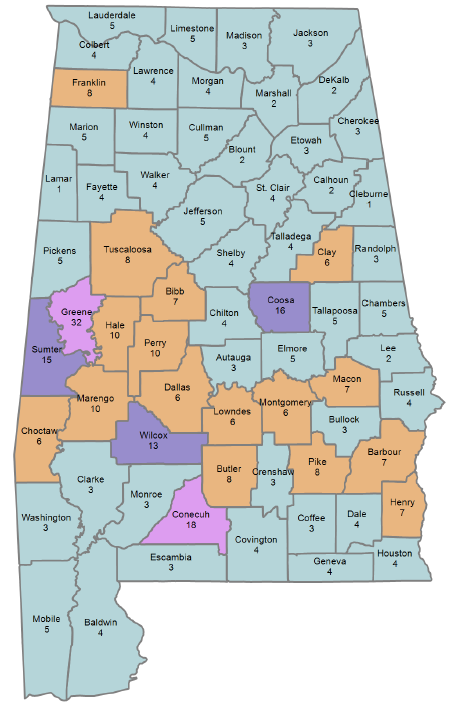 Lauderdale
5
Limestone
5
Madison
3
Jackson
3
Colbert
4
Franklin
8
Lawrence
4
Morgan
4
Marshall
2
DeKalb
2
Cherokee
3
Marion
5
Winston
4
Cullman
5
Blount
2
Etowah
3
Lamar
1
Fayette
4
Walker
4
Jefferson
5
St. Clair
4
Calhoun
2
Cleburne
1
Pickens
5
Tuscaloosa
8
Shelby
4
Talladega
4
Clay
6
Randolph
3
Greene
32
Bibb
7
Hale
10
Perry
10
Chilton
4
Coosa
16
Tallapoosa
5
Chambers
5
Sumter
15
Autauga
3
Elmore
5
Lee
2
Marengo
10
Dallas
6
Lowndes
6
Montgomery
6
Macon
7
Russell
4
Bullock
3
Choctaw
6
Wilcox
13
Butler
8
Crenshaw
3
Pike
8
Barbour
7
Clarke
3
Monroe
3
Conecuh
18
Henry
7
Washington
3
Covington
4
Coffee
3
Dale
4
Escambia
3
Geneva
4
Houston
4
Mobile
5
Baldwin
4